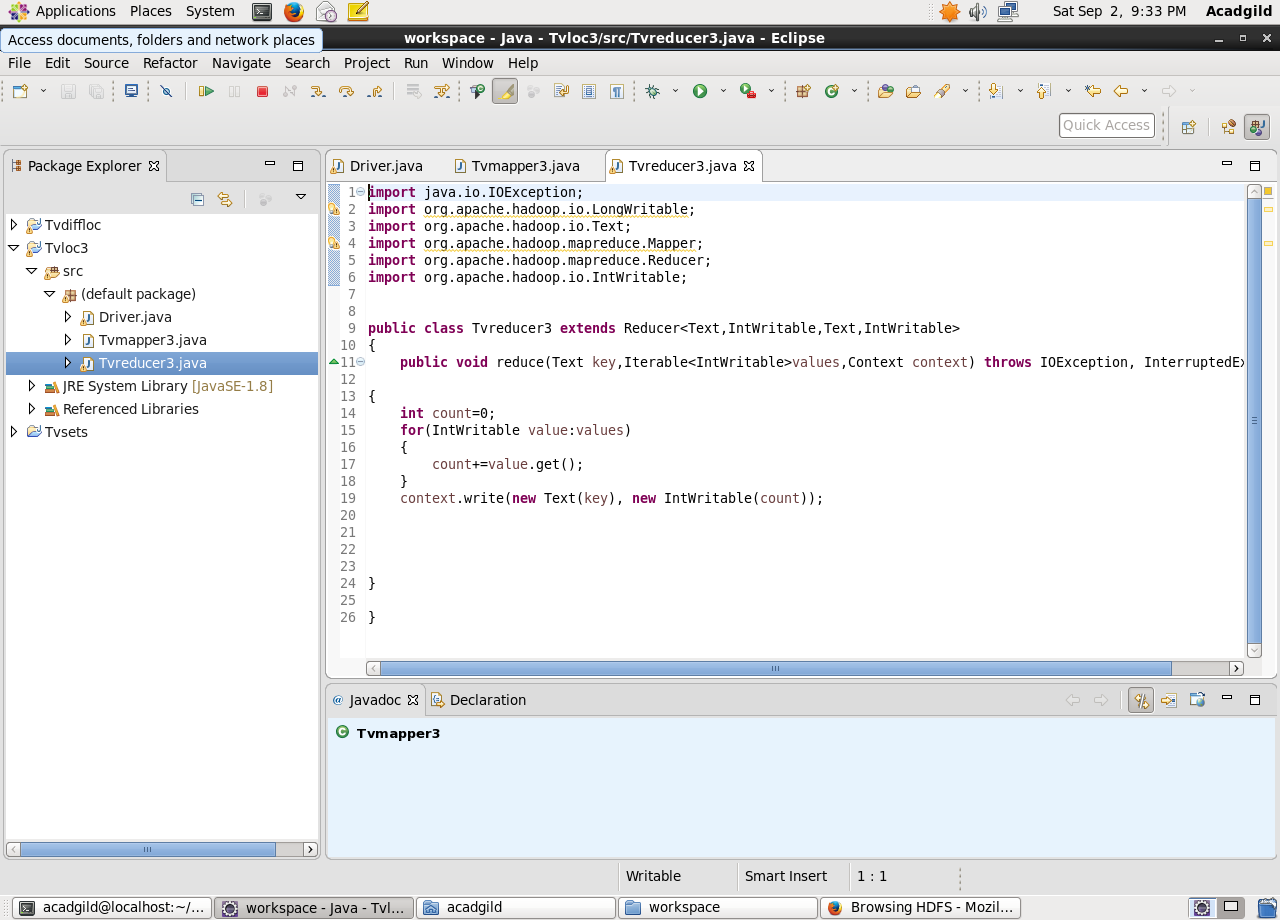 Applications Places System Sat Sep 2, 9:33 PM Acadgild
Access documents, folders and network places
workspace - Java - Tvloc3/src/Tvreducer3.java - Eclipse
File Edit Source Refactor Navigate Search Project Run Window Help
Quick Access
Package Explorer
Tvdiffloc
Tvloc3
src
(default package)
Driver.java
Tvmapper3.java
Tvreducer3.java
JRE System Library [JavaSE-1.8]
Referenced Libraries
Tvsets
Driver.java Tvmapper3.java Tvreducer3.java
1 import java.io.IOException;
2 import org.apache.hadoop.io.LongWritable;
3 import org.apache.hadoop.io.Text;
4 import org.apache.hadoop.mapreduce.Mapper;
5 import org.apache.hadoop.mapreduce.Reducer;
6 import org.apache.hadoop.io.IntWritable;
7
8
9 public class Tvreducer3 extends Reducer<Text,IntWritable,Text,IntWritable>
10 {
11 public void reduce(Text key,Iterable<IntWritable>values,Context context) throws IOException, InterruptedEx
12
13 {
14 int count=0;
15 for(IntWritable value:values)
16 {
17 count+=value.get();
18 }
19 context.write(new Text(key), new IntWritable(count));
20
21
22
23
24 }
25
26 }
Javadoc Declaration
Tvmapper3
Writable Smart Insert 1 : 1
acadgild@localhost:~/... workspace - Java - Tvl... acadgild workspace Browsing HDFS - Mozil...